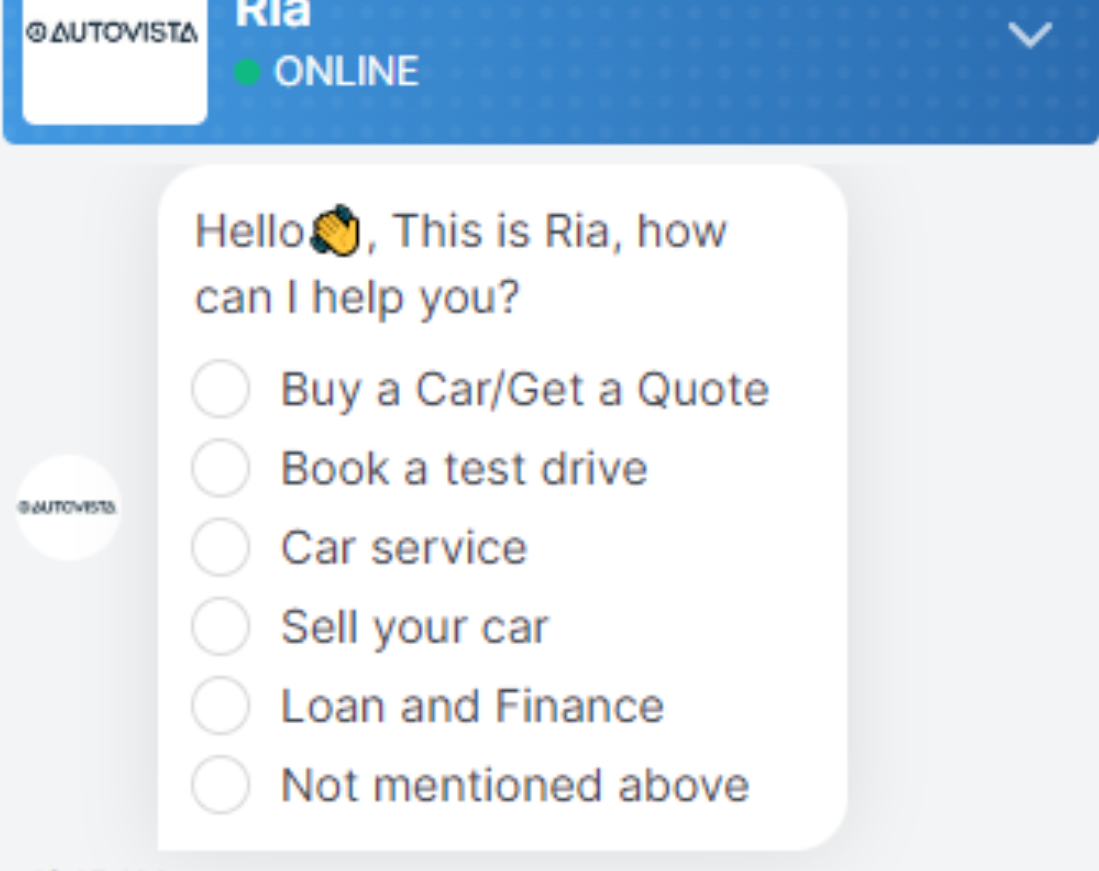 AUTOVISTA
Ria
ONLINE
Hello👋, This is Ria, how
can I help you?
Buy a Car/Get a Quote
Book a test drive
Car service
AUTOVISTA
Sell your car
Loan and Finance
Not mentioned above